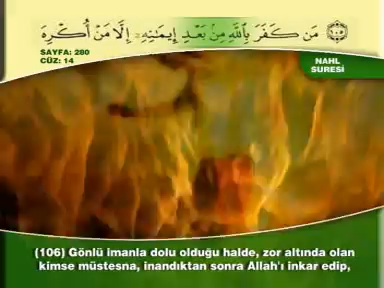 مَن كَفَرَ بِاللَّهِ مِنْ بَعْدِ إِيمَانِهِ إِلَّا مَنْ أُكْرِهَ ١٠٥
SAYFA: 280
CÜZ: 14
NAHL
SURESİ
(106) Gönlü imanla dolu olduğu halde, zor altında olan
kimse müstesna, inandıktan sonra Allah'ı inkar edip,